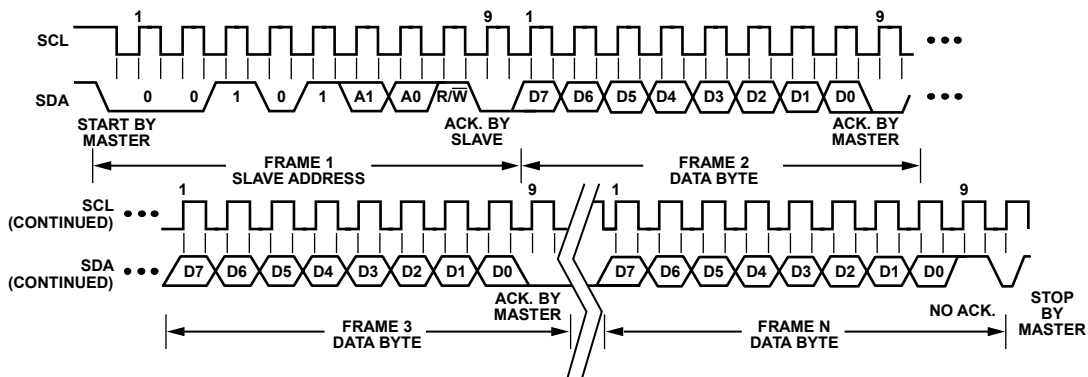 1 9 1 9
SCL
SDA 0 0 1 0 1 A1 A0 R/W̅ D7 D6 D5 D4 D3 D2 D1 D0
START BY
MASTER
ACK. BY
SLAVE
ACK. BY
MASTER
FRAME 1
SLAVE ADDRESS
FRAME 2
DATA BYTE
1 9 1 9
SCL
(CONTINUED)
SDA
(CONTINUED)
D7 D6 D5 D4 D3 D2 D1 D0 D7 D6 D5 D4 D3 D2 D1 D0
ACK. BY
MASTER
NO ACK.
STOP
BY
MASTER
FRAME 3
DATA BYTE
FRAME N
DATA BYTE